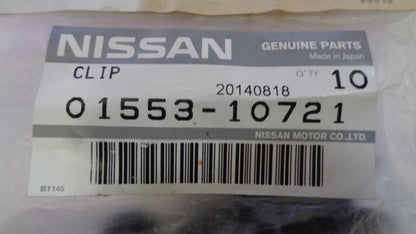 NISSAN
GENUINE PARTS
Made in Japan
CLIP
Q'TY 10
20140818
01553-10721
NISSAN MOTOR CO.,LTD.
B1145